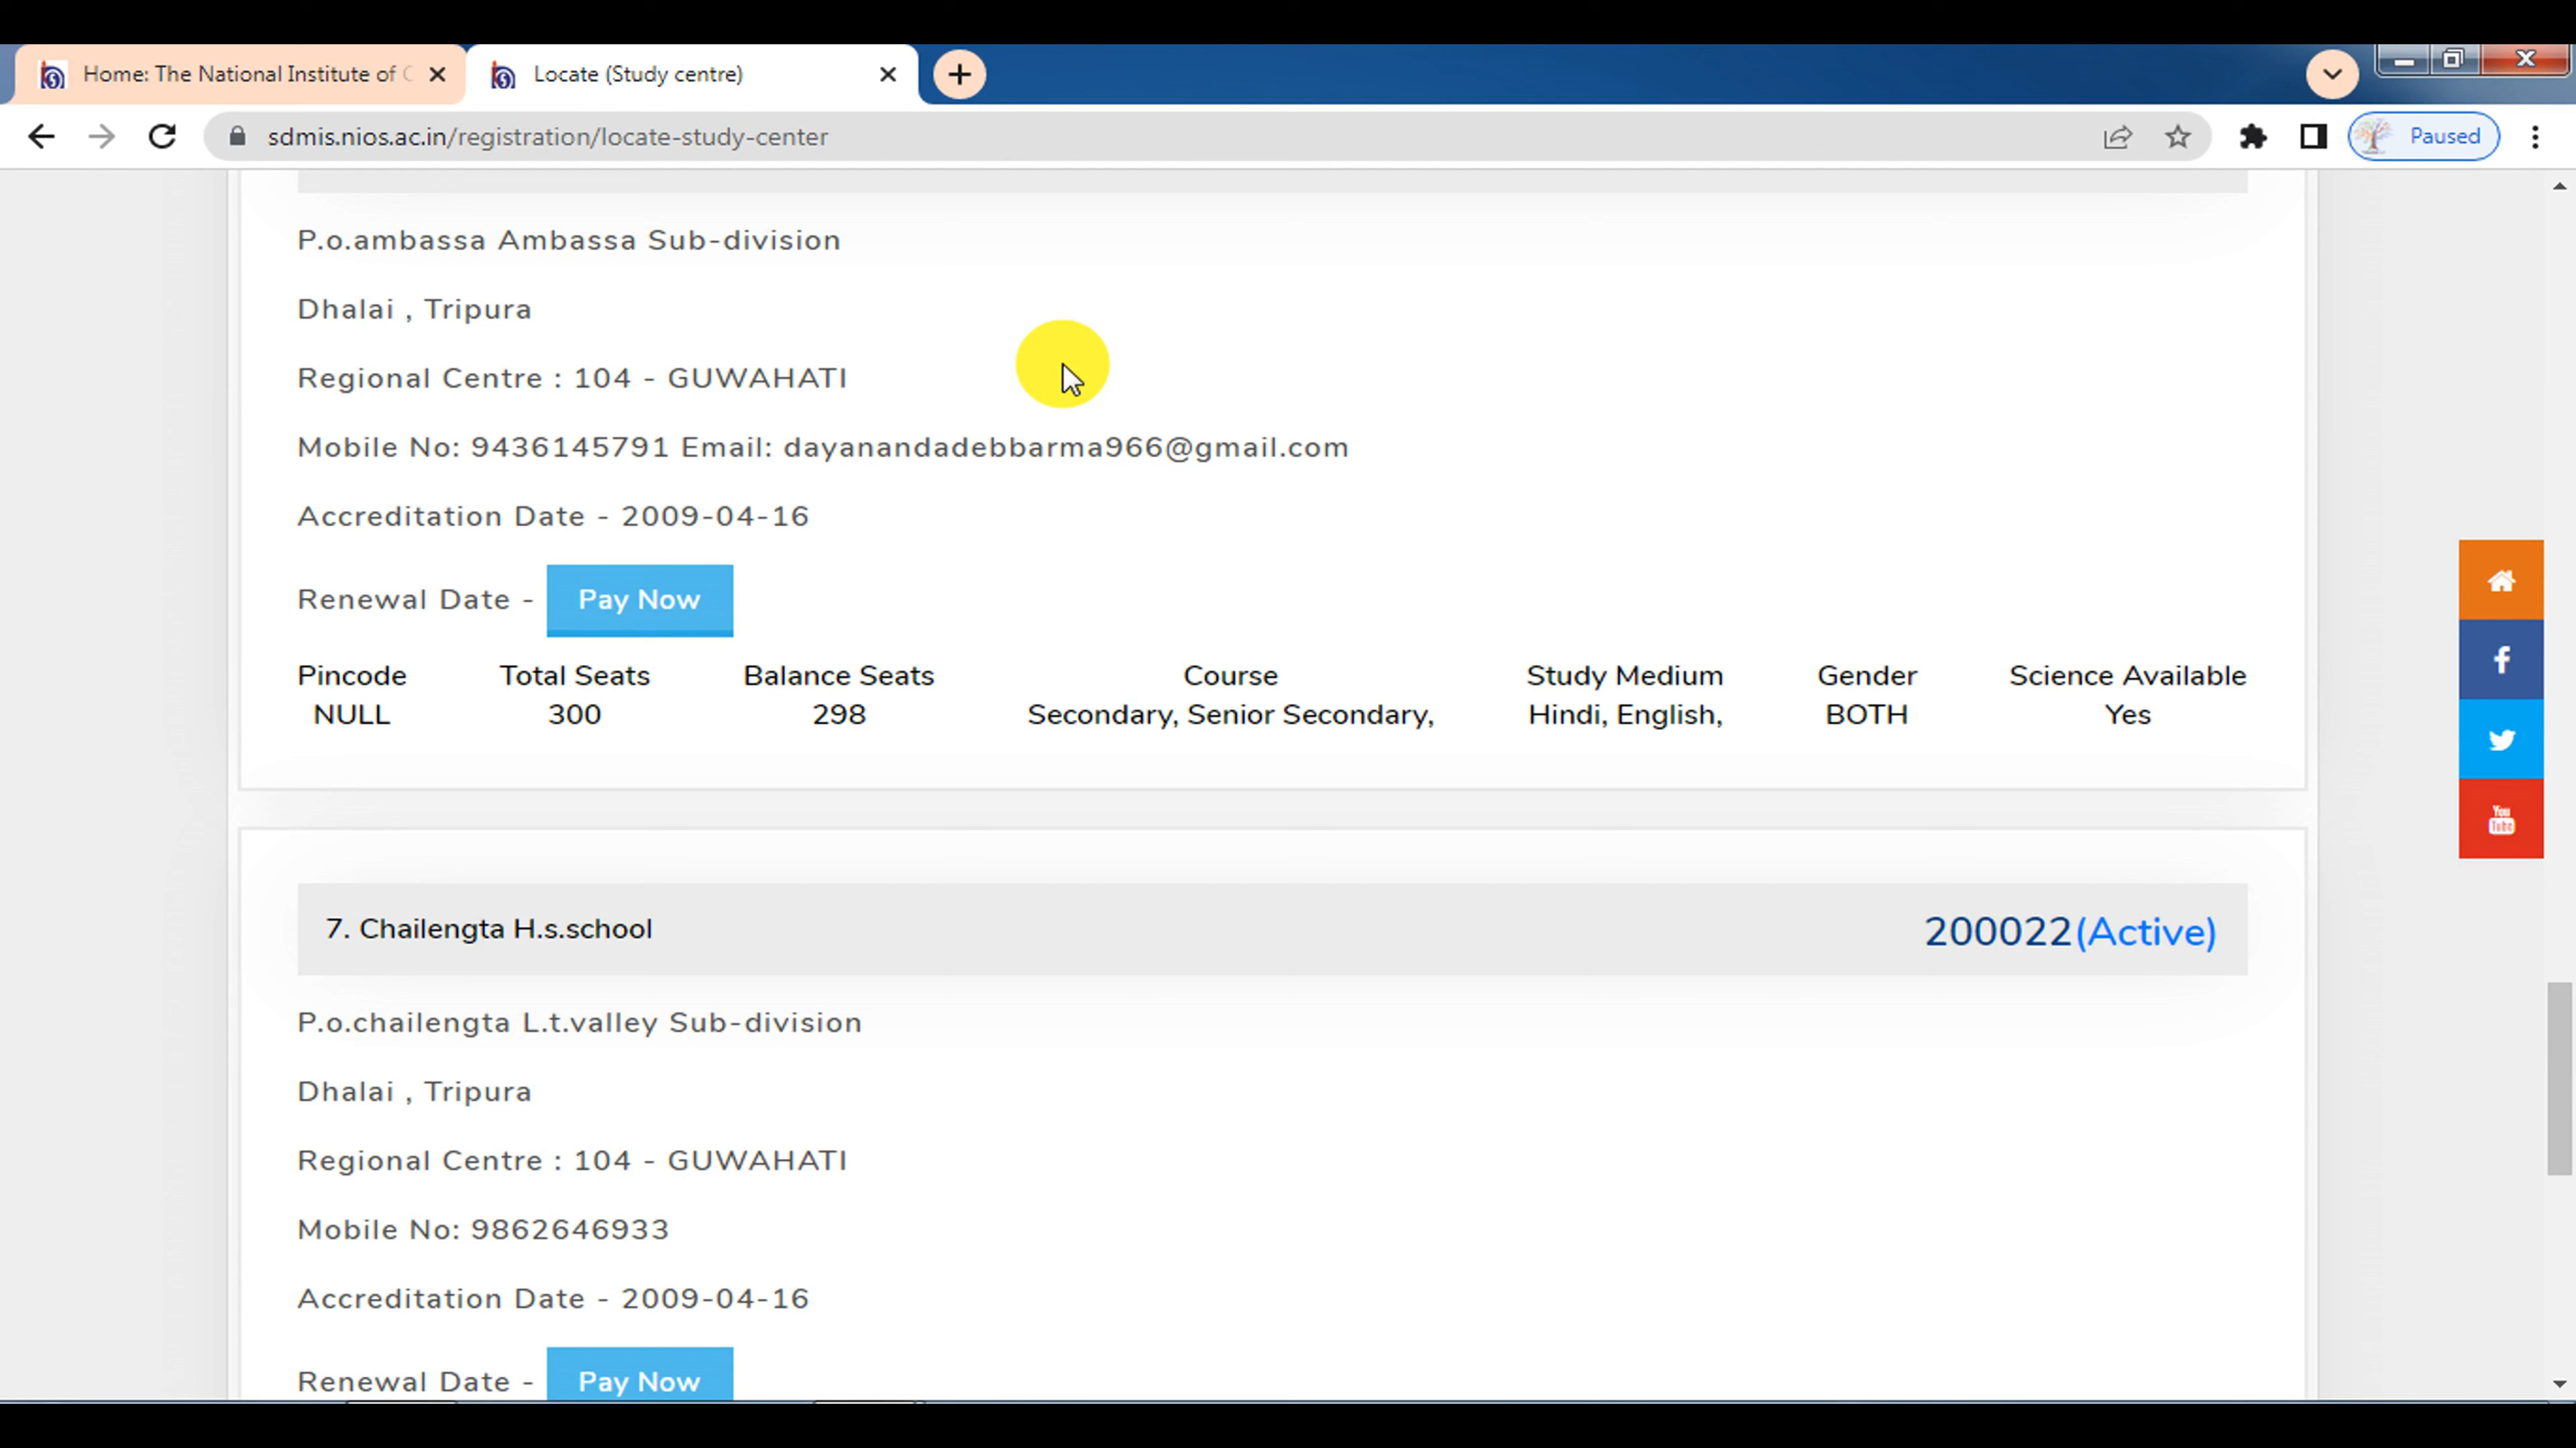 Home: The National Institute of
Locate (Study centre)
sdmis.nios.ac.in/registration/locate-study-center
Paused
P.o.ambassa Ambassa Sub-division
Dhalai , Tripura
Regional Centre : 104 - GUWAHATI
Mobile No: 9436145791 Email: dayanandadebbarma966@gmail.com
Accreditation Date - 2009-04-16
Renewal Date - Pay Now
Pincode Total Seats Balance Seats Course Study Medium Gender Science Available
NULL 300 298 Secondary, Senior Secondary, Hindi, English, BOTH Yes
You
Tube
7. Chailengta H.s.school 200022(Active)
P.o.chailengta L.t.valley Sub-division
Dhalai , Tripura
Regional Centre : 104 - GUWAHATI
Mobile No: 9862646933
Accreditation Date - 2009-04-16
Renewal Date - Pay Now